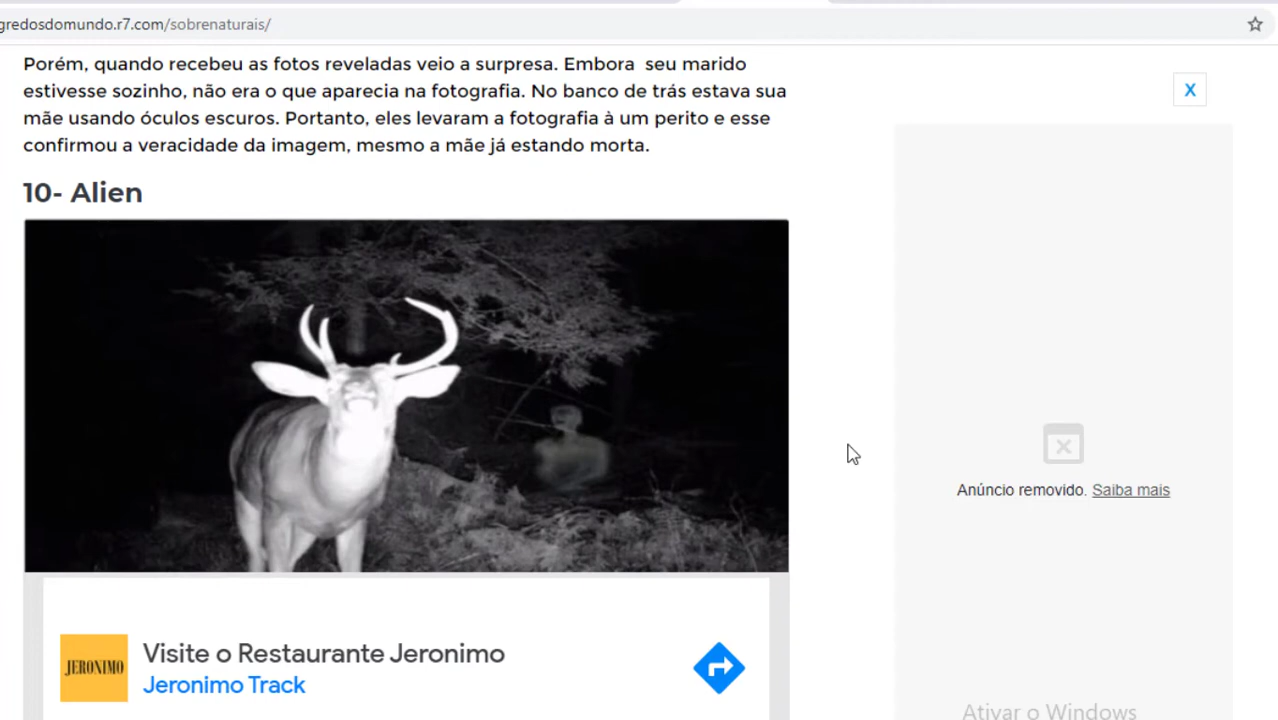 gredosdomundo.r7.com/sobrenaturais/
Porém, quando recebeu as fotos reveladas veio a surpresa. Embora seu marido
estivesse sozinho, não era o que aparecia na fotografia. No banco de trás estava sua
mãe usando óculos escuros. Portanto, eles levaram a fotografia à um perito e esse
confirmou a veracidade da imagem, mesmo a mãe já estando morta.
X
10- Alien
Anúncio removido. Saiba mais
JERONIMO
Visite o Restaurante Jeronimo
Jeronimo Track
Ativar o Windows